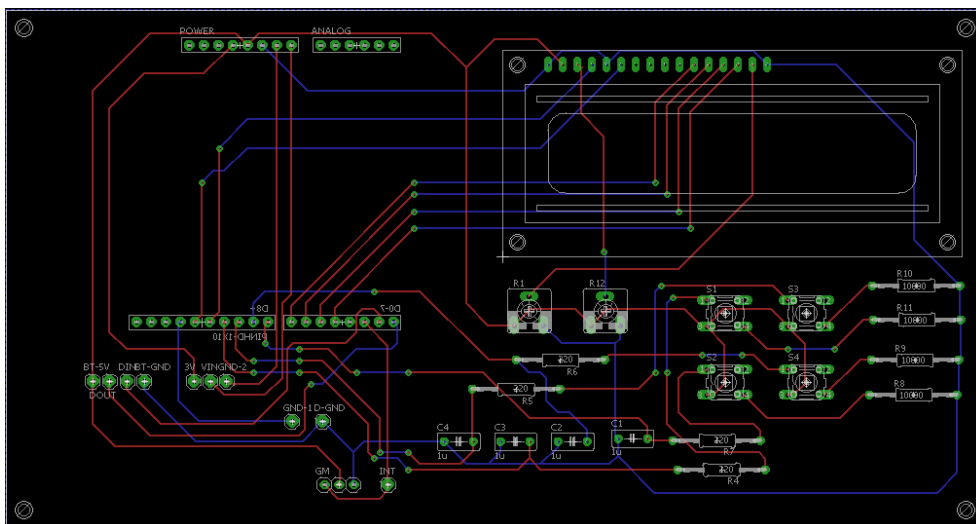 POWER
ANALOG
R1
R12
S1
S3
R10
10000
R11
10000
D8-
PINHD-1X10
D0-7
R9
10000
S2
S4
R8
10000
BT-5V
DIN
BT-GND
DOUT
3V
VIN
GND-2
220
R6
220
R5
GND-1
D-GND
C4
1u
C3
1u
C2
1u
C1
1u
220
R7
220
R4
GM
INT